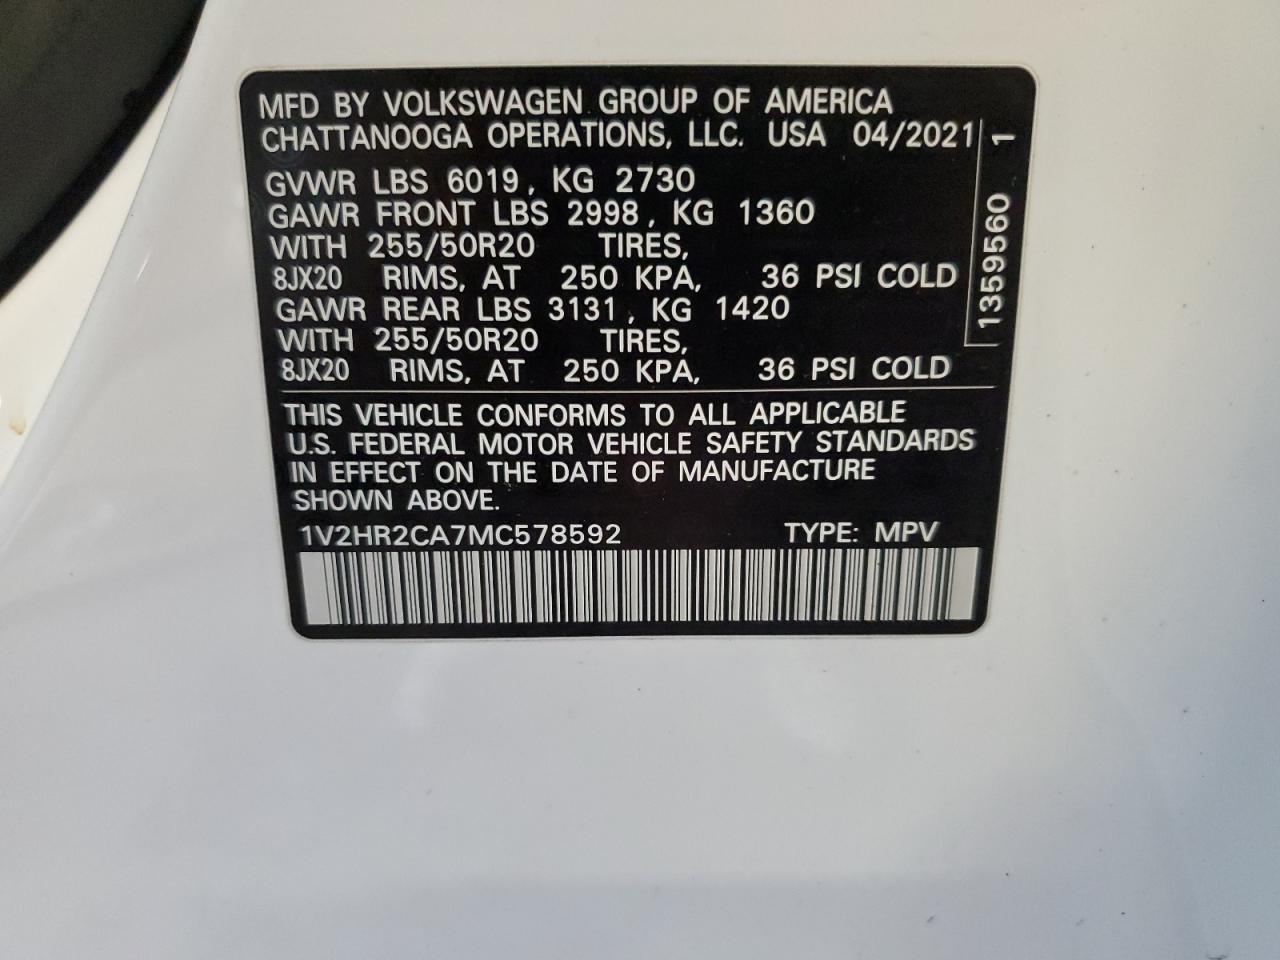 MFD BY VOLKSWAGEN GROUP OF AMERICA
CHATTANOOGA OPERATIONS, LLC. USA 04/2021
GVWR LBS 6019, KG 2730
GAWR FRONT LBS 2998, KG 1360
WITH 255/50R20 TIRES,
8JX20 RIMS, AT 250 KPA, 36 PSI COLD
GAWR REAR LBS 3131, KG 1420
WITH 255/50R20 TIRES,
8JX20 RIMS, AT 250 KPA, 36 PSI COLD
1359560 1
THIS VEHICLE CONFORMS TO ALL APPLICABLE
U.S. FEDERAL MOTOR VEHICLE SAFETY STANDARDS
IN EFFECT ON THE DATE OF MANUFACTURE
SHOWN ABOVE.
1V2HR2CA7MC578592 TYPE: MPV